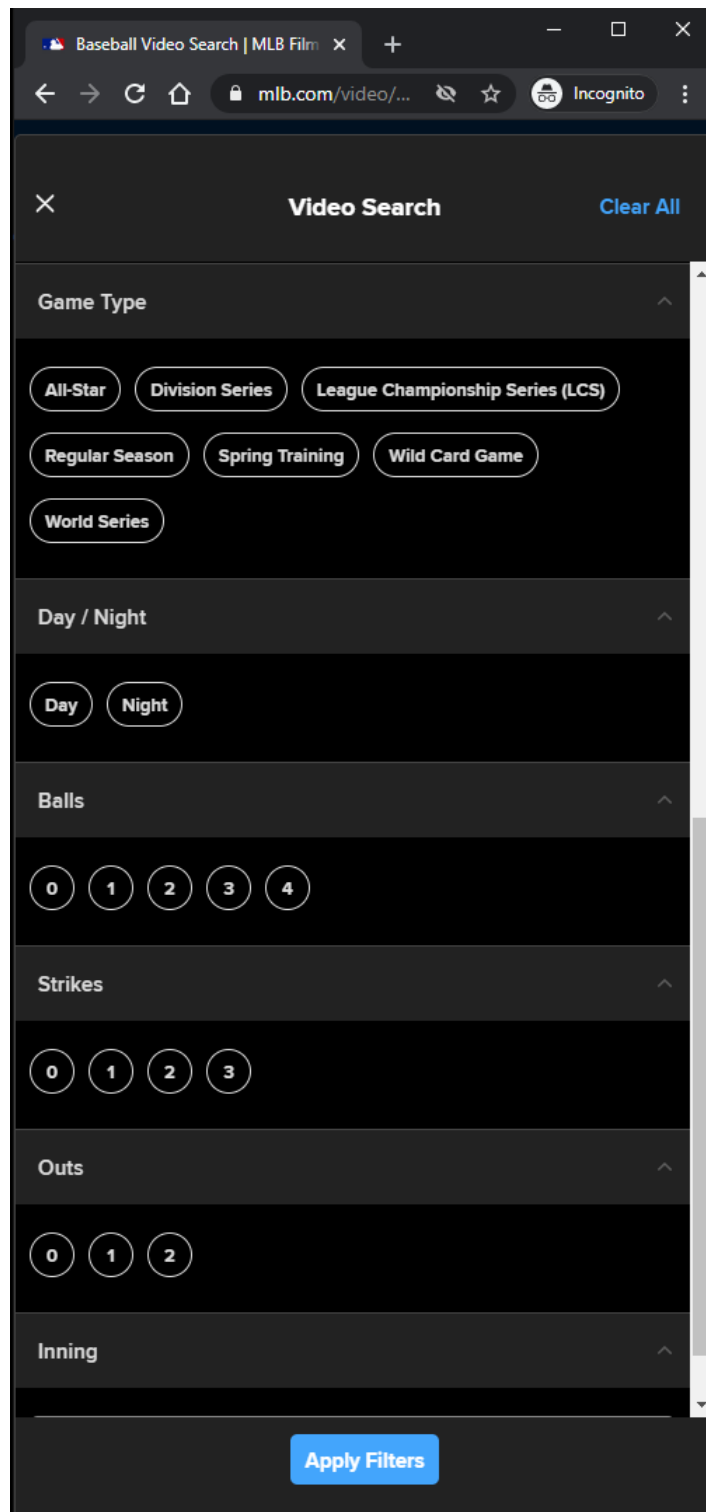 Baseball Video Search | MLB Film
mlb.com/video/... Incognito
Video Search Clear All
Game Type
All-Star Division Series League Championship Series (LCS)
Regular Season Spring Training Wild Card Game
World Series
Day / Night
Day Night
Balls
0 1 2 3 4
Strikes
0 1 2 3
Outs
0 1 2
Inning
Apply Filters